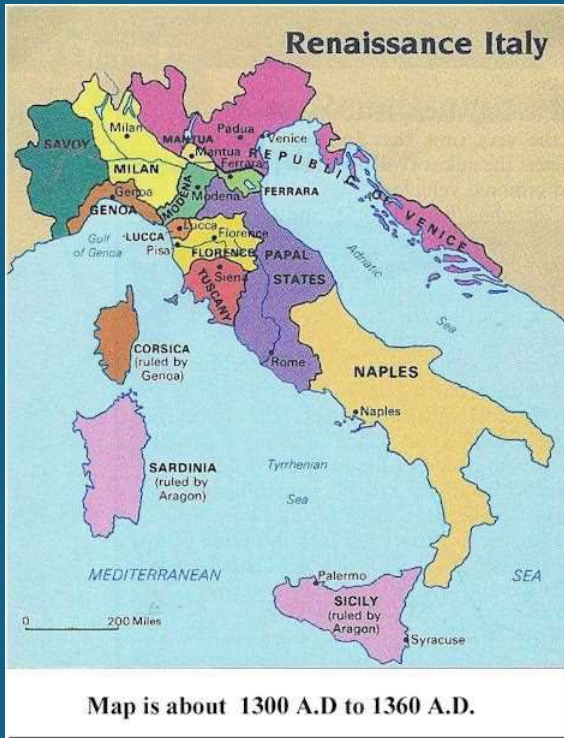 Renaissance Italy
SAVOY
Milan
MILAN
MANTUA
Mantua
Padua
Venice
REPUBLIC OF VENICE
Ferrara
FERRARA
MODENA
Modena
Genoa
GENOA
Gulf
of Genoa
LUCCA
Lucca
Pisa
Florence
FLORENCE
Siena
TUSCANY
PAPAL
STATES
Rome
Adriatic
Sea
CORSICA
(ruled by
Genoa)
NAPLES
Naples
SARDINIA
(ruled by
Aragon)
Tyrrhenian
Sea
MEDITERRANEAN
SEA
Palermo
SICILY
(ruled by
Aragon)
Syracuse
0 200 Miles
Map is about 1300 A.D to 1360 A.D.